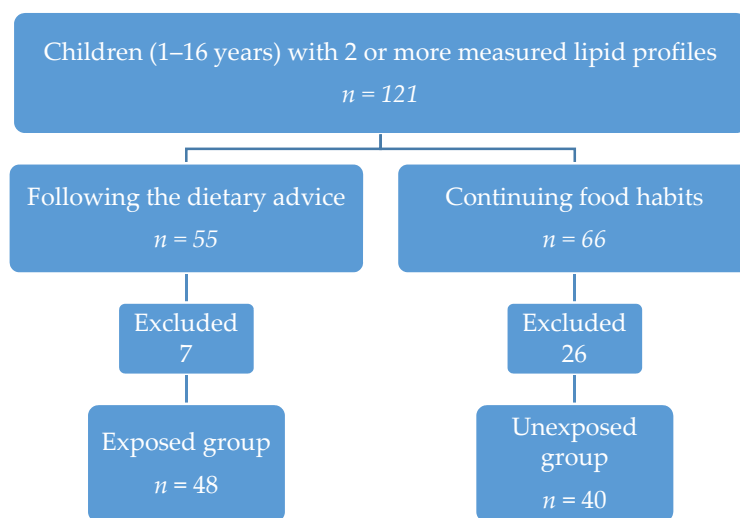 Children (1–16 years) with 2 or more measured lipid profiles
n = 121
Following the dietary advice
n = 55
Continuing food habits
n = 66
Excluded
7
Excluded
26
Exposed group
n = 48
Unexposed
group
n = 40